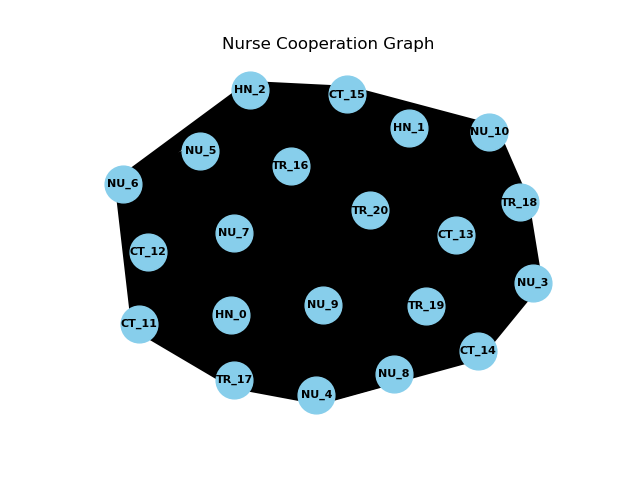 Nurse Cooperation Graph
HN_2
CT_15
HN_1
NU_10
NU_5
TR_16
NU_6
TR_18
TR_20
NU_7
CT_13
CT_12
NU_3
NU_9
TR_19
HN_0
CT_11
CT_14
NU_8
TR_17
NU_4